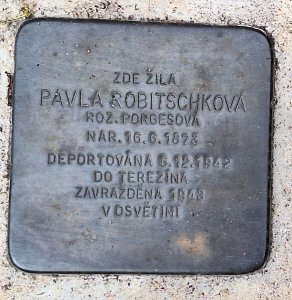 ZDE ŽILA
PAVLA ROBITSCHKOVÁ
ROZ. PORGESOVÁ
NAR. 16.6.1873
DEPORTOVÁNA 5.12.1942
DO TEREZÍNA
ZAVRAŽDĚNA 1943
V OSVĚTIMI